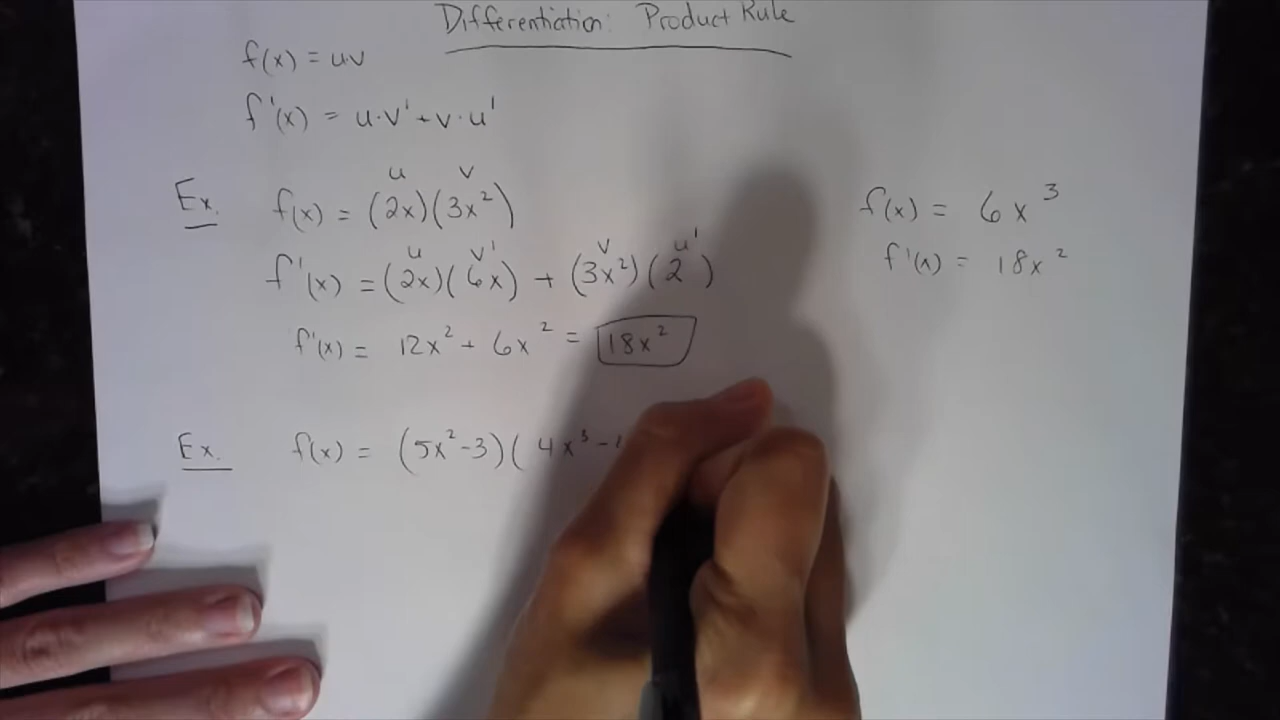 Differentiation: Product Rule
f(x) = u·v
f'(x) = u·v' + v·u'
u v
Ex. f(x) = (2x)(3x²)
f(x) = 6x³
u v' v u'
f'(x) = (2x)(6x) + (3x²)(2)
f'(x) = 18x²
f'(x) = 12x² + 6x² = 18x²
Ex. f(x) = (5x²-3)(4x³-